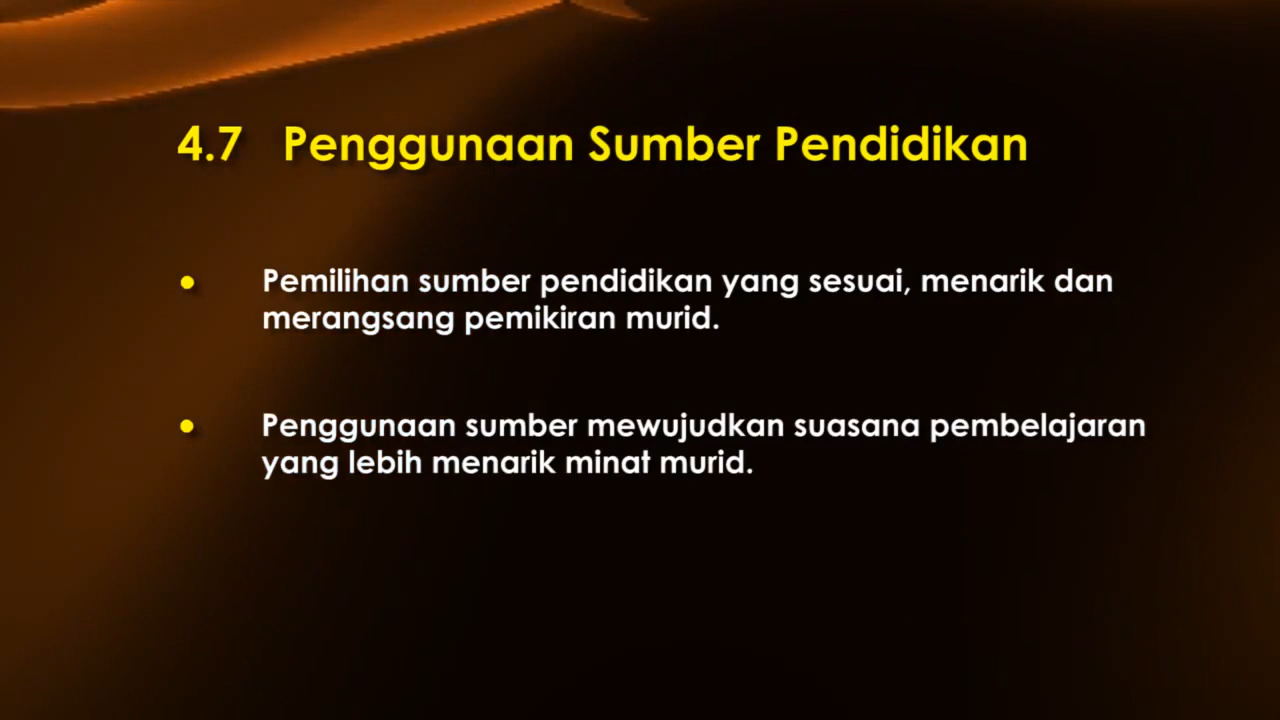 4.7 Penggunaan Sumber Pendidikan
• Pemilihan sumber pendidikan yang sesuai, menarik dan
merangsang pemikiran murid.
• Penggunaan sumber mewujudkan suasana pembelajaran
yang lebih menarik minat murid.